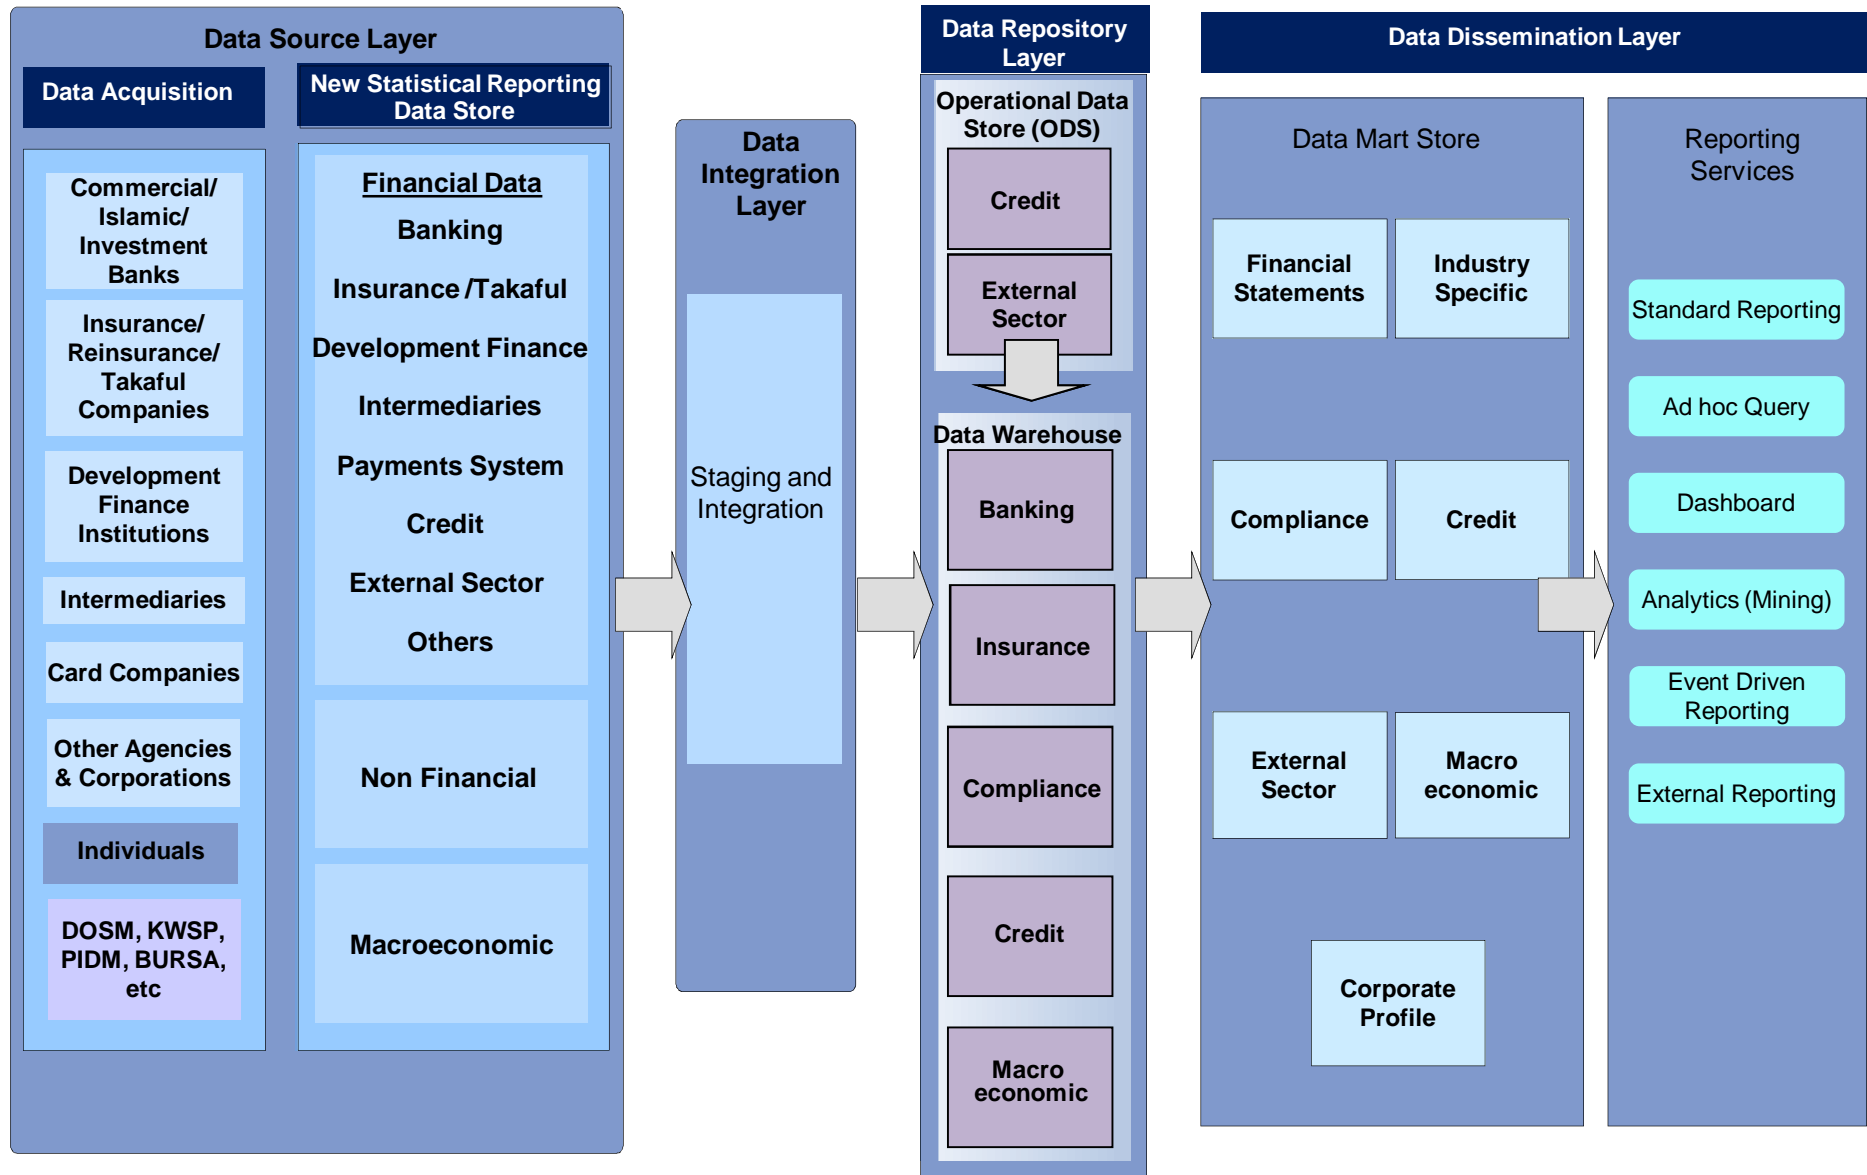 Data Source Layer
Data Acquisition
Commercial/
Islamic/
Investment
Banks
Insurance/
Reinsurance/
Takaful
Companies
Development
Finance
Institutions
Intermediaries
Card Companies
Other Agencies
& Corporations
Individuals
DOSM, KWSP,
PIDM, BURSA,
etc
New Statistical Reporting
Data Store
Financial Data
Banking
Insurance /Takaful
Development Finance
Intermediaries
Payments System
Credit
External Sector
Others
Non Financial
Macroeconomic
Data
Integration
Layer
Staging and
Integration
Data Repository
Layer
Operational Data
Store (ODS)
Credit
External
Sector
Data Warehouse
Banking
Insurance
Compliance
Credit
Macro
economic
Data Dissemination Layer
Data Mart Store
Financial
Statements
Industry
Specific
Compliance
Credit
External
Sector
Macro
economic
Corporate
Profile
Reporting
Services
Standard Reporting
Ad hoc Query
Dashboard
Analytics (Mining)
Event Driven
Reporting
External Reporting